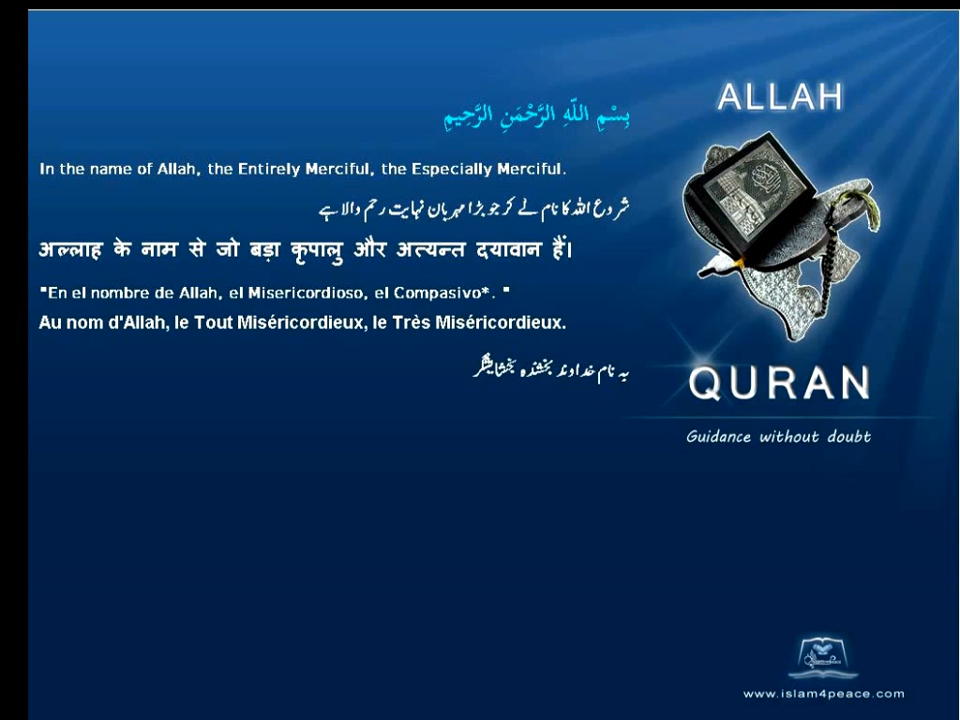 بِسْمِ اللّهِ الرَّحْمَنِ الرَّحِيمِ
In the name of Allah, the Entirely Merciful, the Especially Merciful.
شروع اللہ کا نام لے کر جو بڑا مہربان نہایت رحم والا ہے
अल्लाह के नाम से जो बड़ा कृपालु और अत्यन्त दयावान हैं।
"En el nombre de Allah, el Misericordioso, el Compasivo*. "
Au nom d'Allah, le Tout Miséricordieux, le Très Miséricordieux.
به نام خداوند بخشنده بخشایشگر
ALLAH
QURAN
Guidance without doubt
www.islam4peace.com